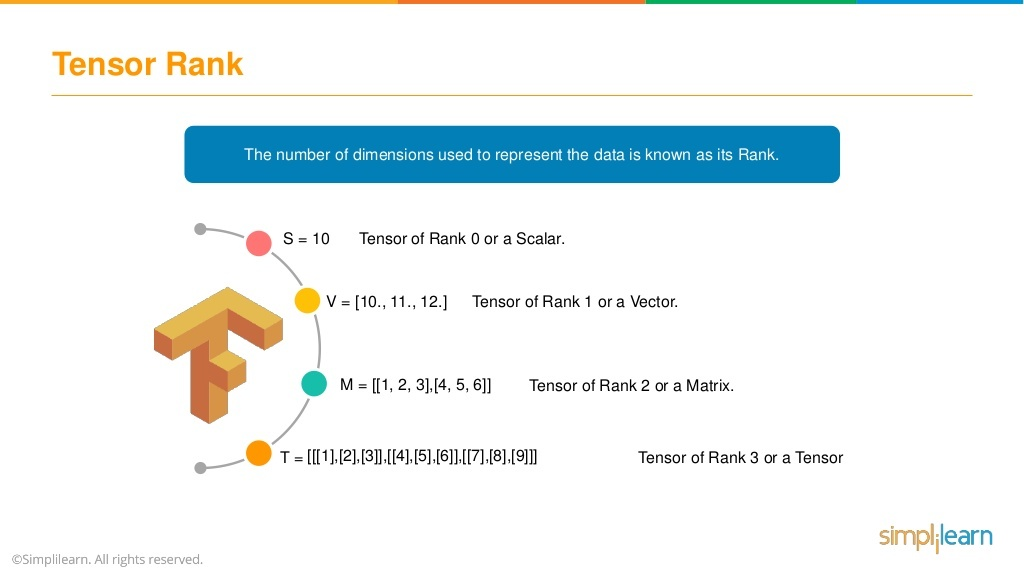 Tensor Rank
The number of dimensions used to represent the data is known as its Rank.
S = 10 Tensor of Rank 0 or a Scalar.
V = [10., 11., 12.] Tensor of Rank 1 or a Vector.
M = [[1, 2, 3],[4, 5, 6]] Tensor of Rank 2 or a Matrix.
T = [[[1],[2],[3]],[[4],[5],[6]],[[7],[8],[9]]] Tensor of Rank 3 or a Tensor
simplilearn
©Simplilearn. All rights reserved.